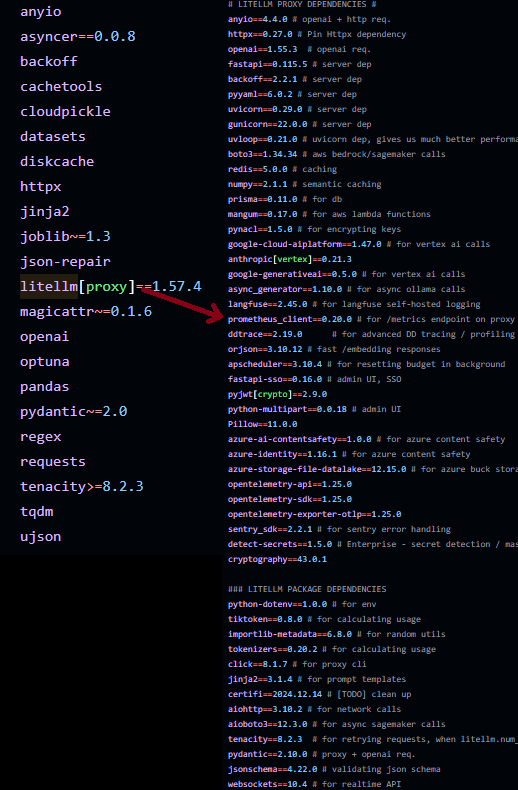 anyio
asyncer==0.0.8
backoff
cachetools
cloudpickle
datasets
diskcache
httpx
jinja2
joblib~=1.3
json-repair
litellm[proxy]==1.57.4
magicattr~=0.1.6
openai
optuna
pandas
pydantic~=2.0
regex
requests
tenacity>=8.2.3
tqdm
ujson
# LITELLM PROXY DEPENDENCIES #
anyio==4.4.0 # openai + http req.
httpx==0.27.0 # Pin Httpx dependency
openai==1.55.3 # openai req.
fastapi==0.115.5 # server dep
backoff==2.2.1 # server dep
pyyaml==6.0.2 # server dep
uvicorn==0.29.0 # server dep
gunicorn==22.0.0 # server dep
uvloop==0.21.0 # uvicorn dep, gives us much better performa
boto3==1.34.34 # aws bedrock/sagemaker calls
redis==5.0.0 # caching
numpy==2.1.1 # semantic caching
prisma==0.11.0 # for db
mangum==0.17.0 # for aws lambda functions
pynacl==1.5.0 # for encrypting keys
google-cloud-aiplatform==1.47.0 # for vertex ai calls
anthropic[vertex]==0.21.3
google-generativeai==0.5.0 # for vertex ai calls
async_generator==1.10.0 # for async ollama calls
langfuse==2.45.0 # for langfuse self-hosted logging
prometheus_client==0.20.0 # for /metrics endpoint on proxy
ddtrace==2.19.0 # for advanced DD tracing / profiling
orjson==3.10.12 # fast /embedding responses
apscheduler==3.10.4 # for resetting budget in background
fastapi-sso==0.16.0 # admin UI, SSO
pyjwt[crypto]==2.9.0
python-multipart==0.0.18 # admin UI
Pillow==11.0.0
azure-ai-contentsafety==1.0.0 # for azure content safety
azure-identity==1.16.1 # for azure content safety
azure-storage-file-datalake==12.15.0 # for azure buck stora
opentelemetry-api==1.25.0
opentelemetry-sdk==1.25.0
opentelemetry-exporter-otlp==1.25.0
sentry_sdk==2.2.1 # for sentry error handling
detect-secrets==1.5.0 # Enterprise - secret detection / mas
cryptography==43.0.1
### LITELLM PACKAGE DEPENDENCIES
python-dotenv==1.0.0 # for env
tiktoken==0.8.0 # for calculating usage
importlib-metadata==6.8.0 # for random utils
tokenizers==0.20.2 # for calculating usage
click==8.1.7 # for proxy cli
jinja2==3.1.4 # for prompt templates
certifi==2024.12.14 # [TODO] clean up
aiohttp==3.10.2 # for network calls
aioboto3==12.3.0 # for async sagemaker calls
tenacity==8.2.3 # for retrying requests, when litellm.num_
pydantic==2.10.0 # proxy + openai req.
jsonschema==4.22.0 # validating json schema
websockets==10.4 # for realtime API